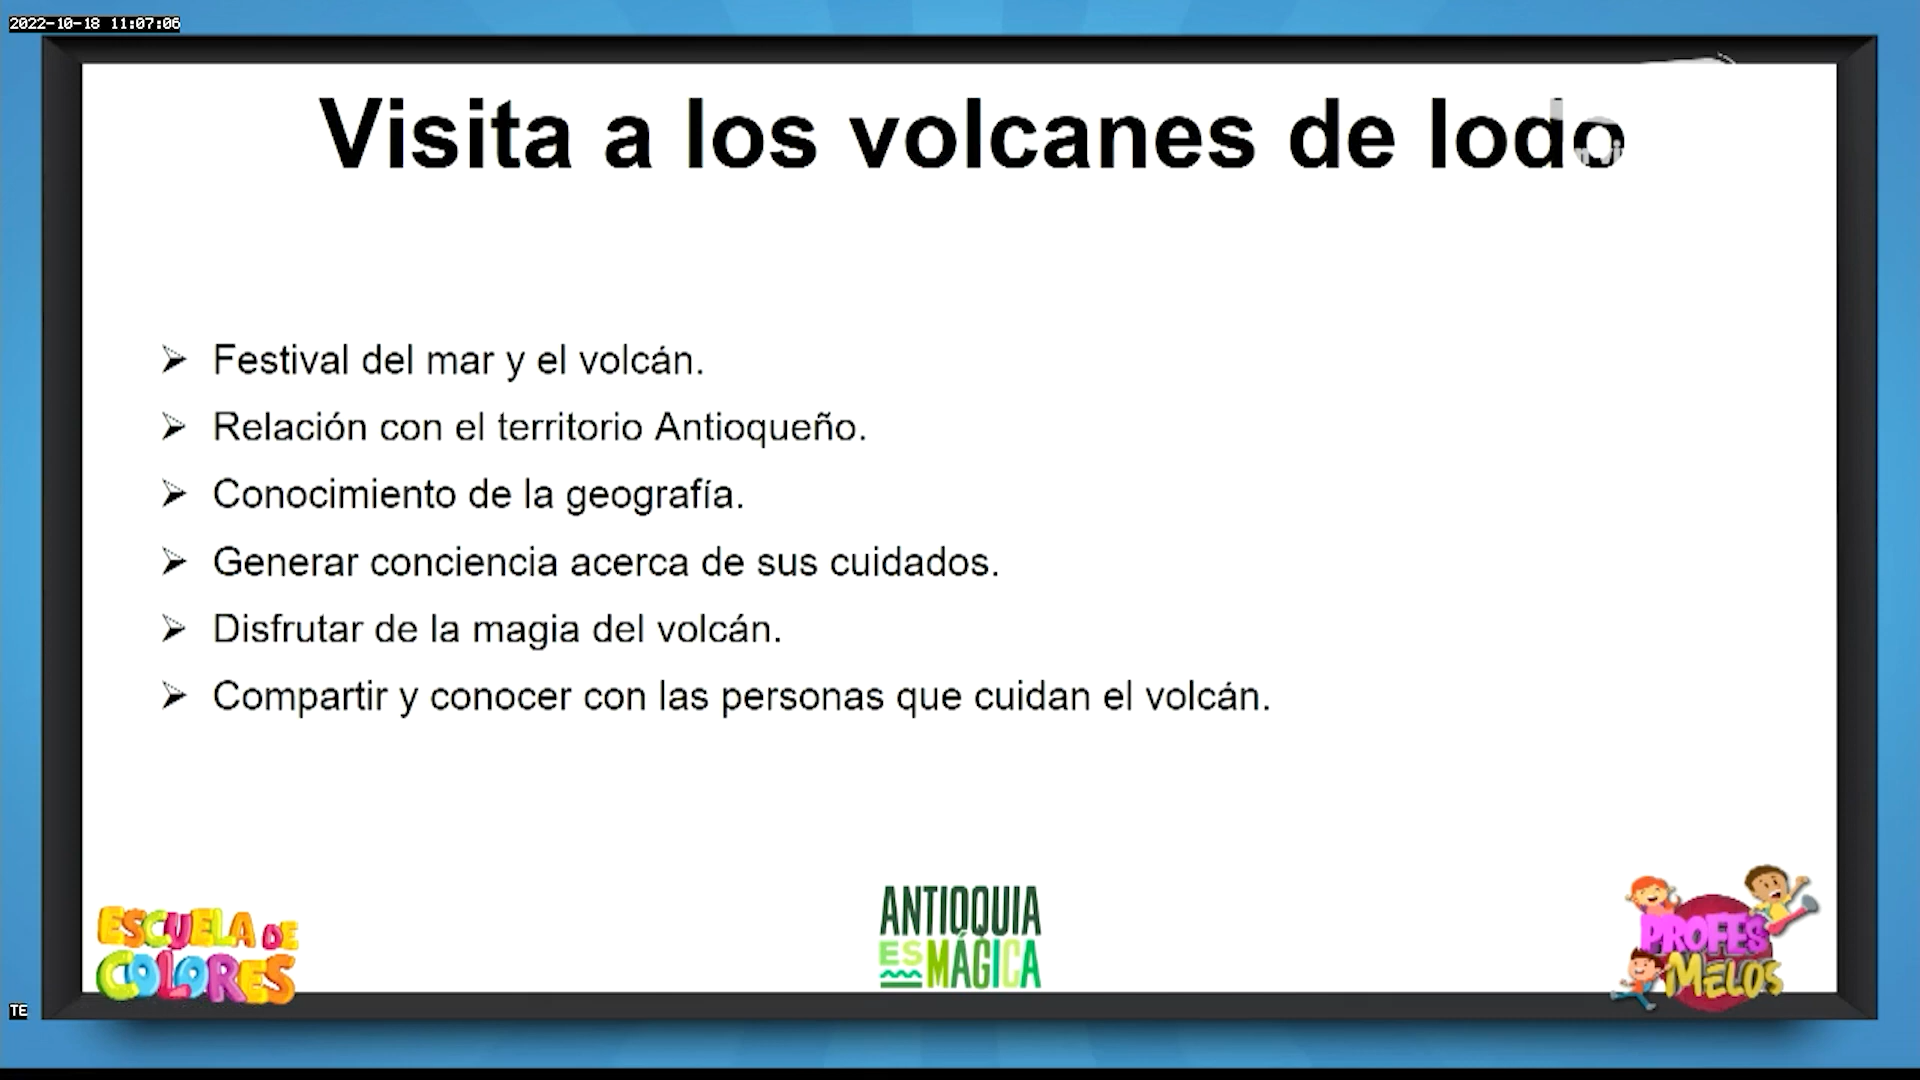 2022-10-18 11:07:06
Visita a los volcanes de lodo
➢ Festival del mar y el volcán.
➢ Relación con el territorio Antioqueño.
➢ Conocimiento de la geografía.
➢ Generar conciencia acerca de sus cuidados.
➢ Disfrutar de la magia del volcán.
➢ Compartir y conocer con las personas que cuidan el volcán.
ESCUELA DE
COLORES
ANTIOQUIA
ES MÁGICA
PROFES
MELOS
TE